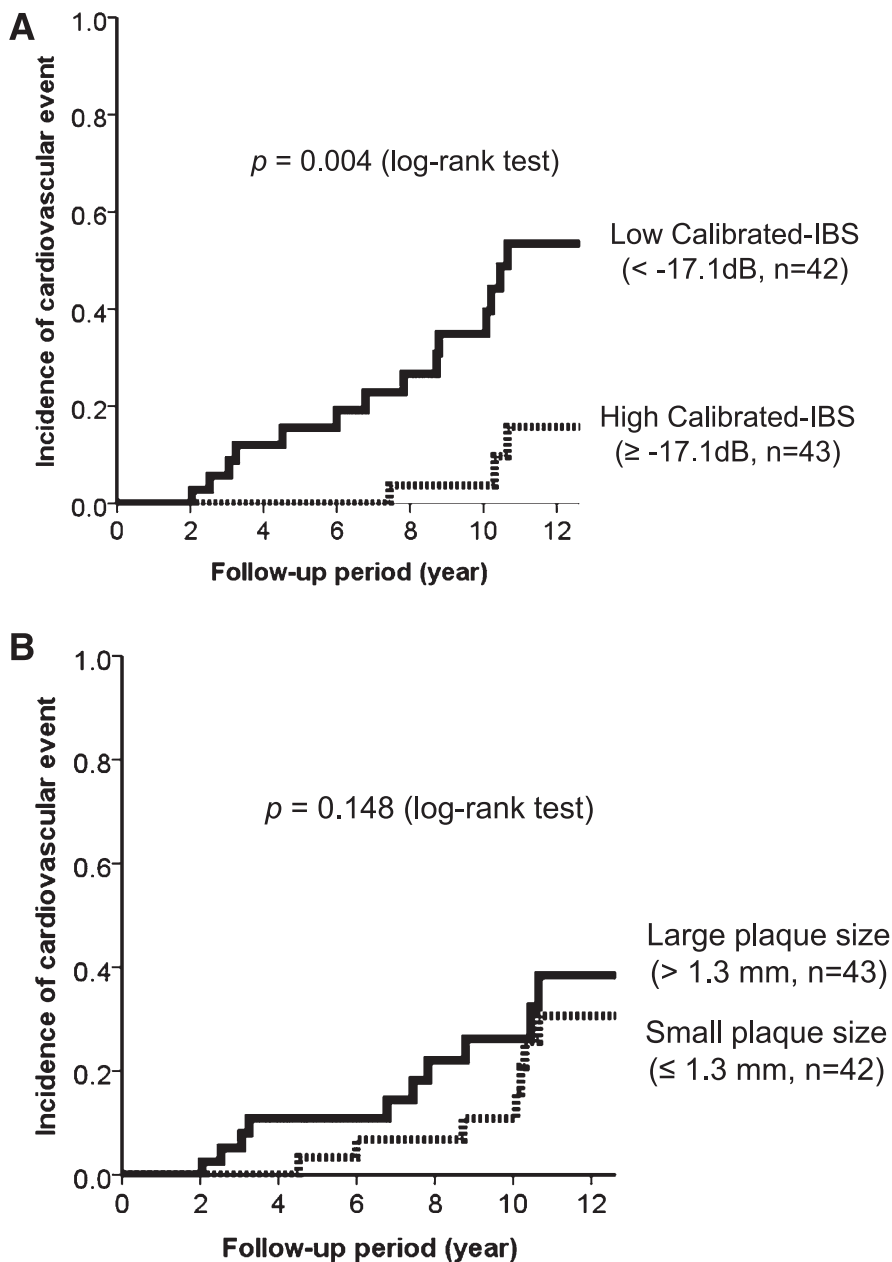 A
1.0
0.8
0.6
0.4
0.2
0.0
Incidence of cardiovascular event
p = 0.004 (log-rank test)
Low Calibrated-IBS
(< -17.1dB, n=42)
High Calibrated-IBS
(≥ -17.1dB, n=43)
0 2 4 6 8 10 12
Follow-up period (year)
B
1.0
0.8
0.6
0.4
0.2
0.0
Incidence of cardiovascular event
p = 0.148 (log-rank test)
Large plaque size
(> 1.3 mm, n=43)
Small plaque size
(≤ 1.3 mm, n=42)
0 2 4 6 8 10 12
Follow-up period (year)